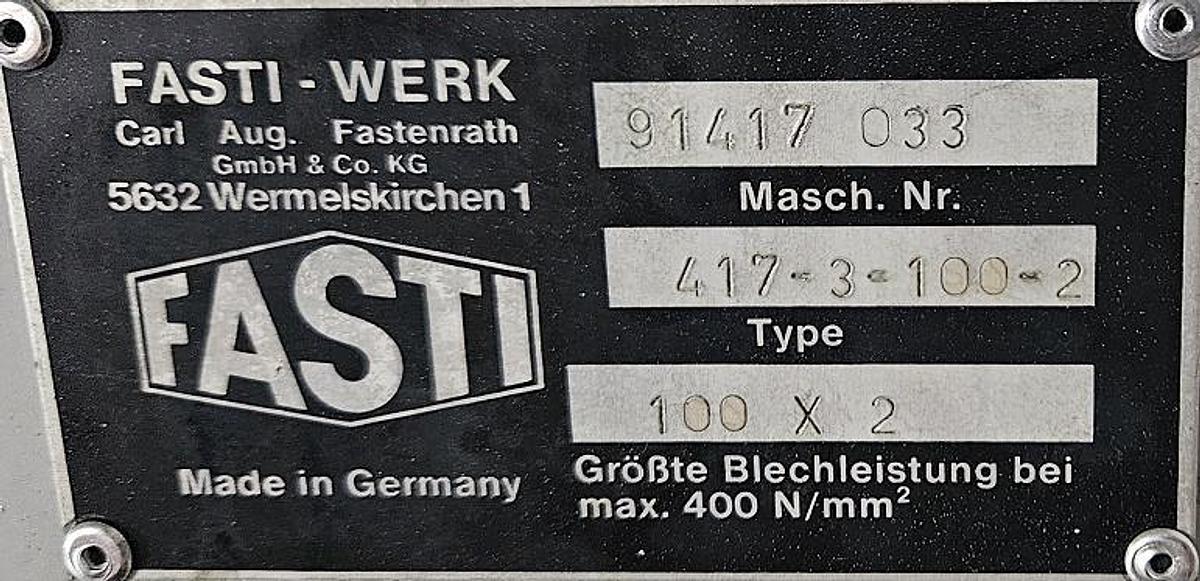 FASTI - WERK
Carl Aug. Fastenrath
GmbH & Co. KG
5632 Wermelskirchen 1
FASTI
Made in Germany
91417 033
Masch. Nr.
417-3-100-2
Type
100 X 2
Größte Blechleistung bei
max. 400 N/mm²